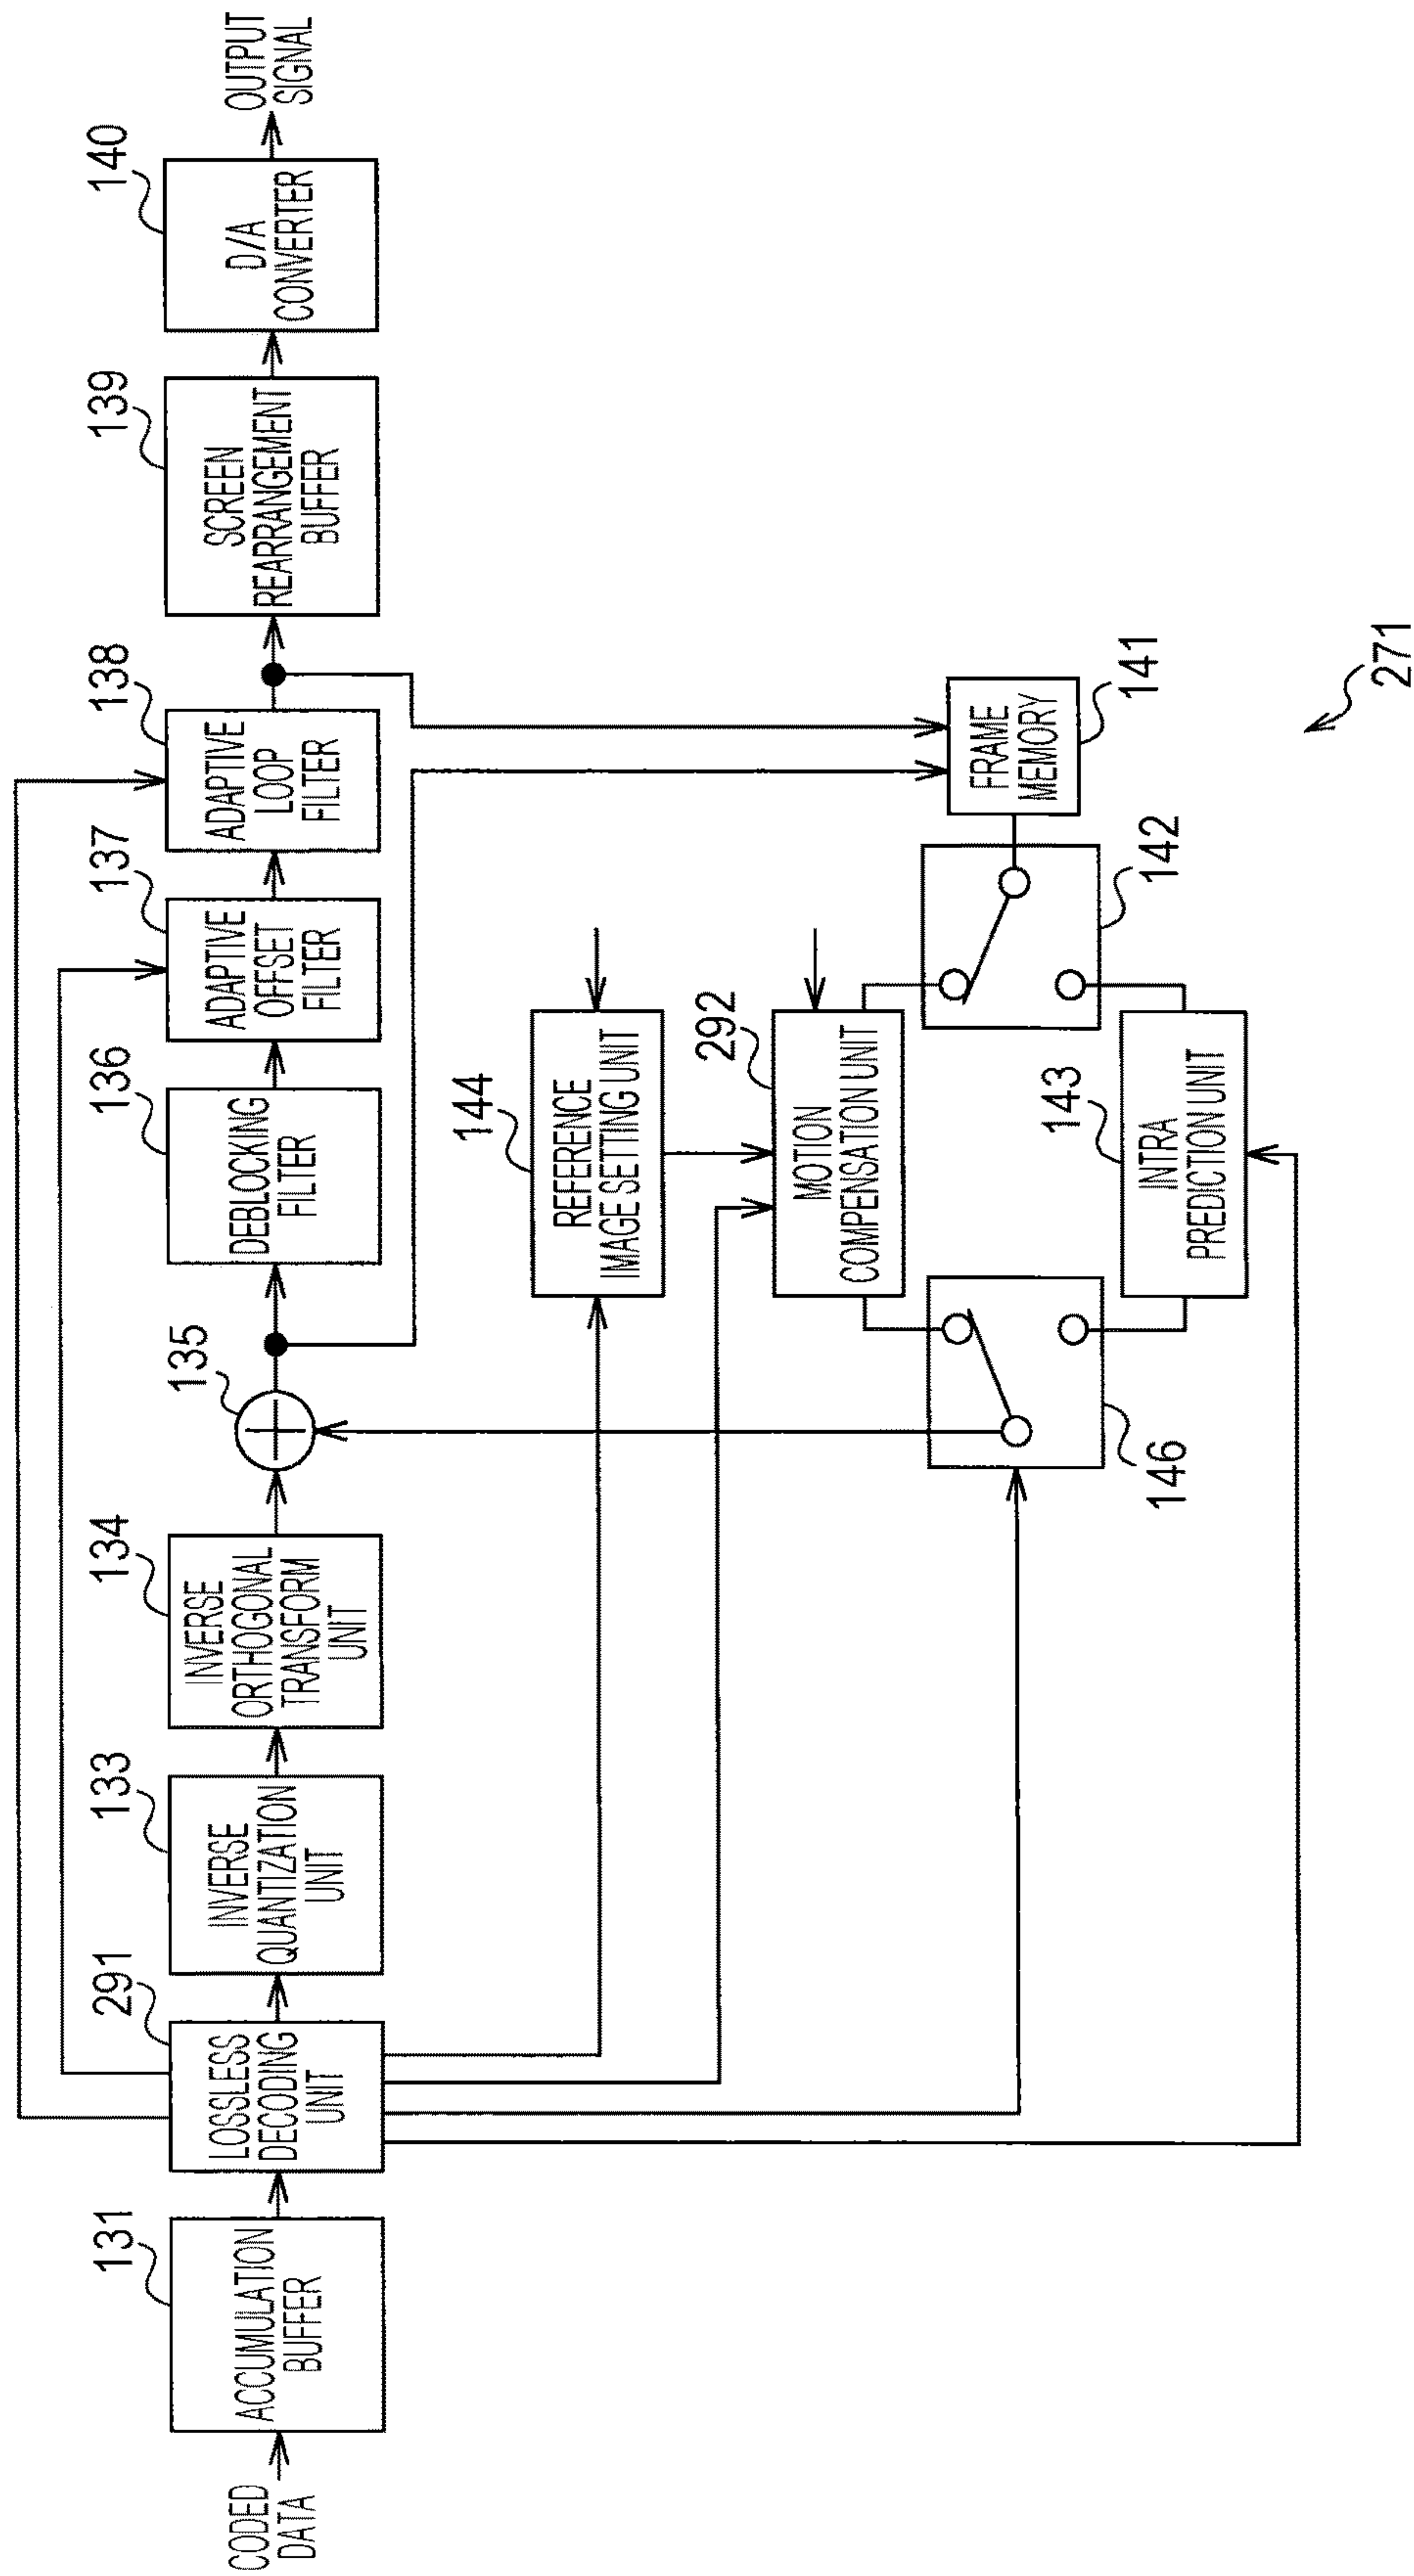 CODED
DATA
131
ACCUMULATION
BUFFER
291
LOSSLESS
DECODING
UNIT
133
INVERSE
QUANTIZATION
UNIT
134
INVERSE
ORTHOGONAL
TRANSFORM
UNIT
135
136
DEBLOCKING
FILTER
137
ADAPTIVE
OFFSET
FILTER
138
ADAPTIVE
LOOP
FILTER
139
SCREEN
REARRANGEMENT
BUFFER
140
D/A
CONVERTER
OUTPUT
SIGNAL
144
REFERENCE
IMAGE SETTING UNIT
292
MOTION
COMPENSATION UNIT
FRAME
MEMORY
141
142
143
INTRA
PREDICTION UNIT
146
271